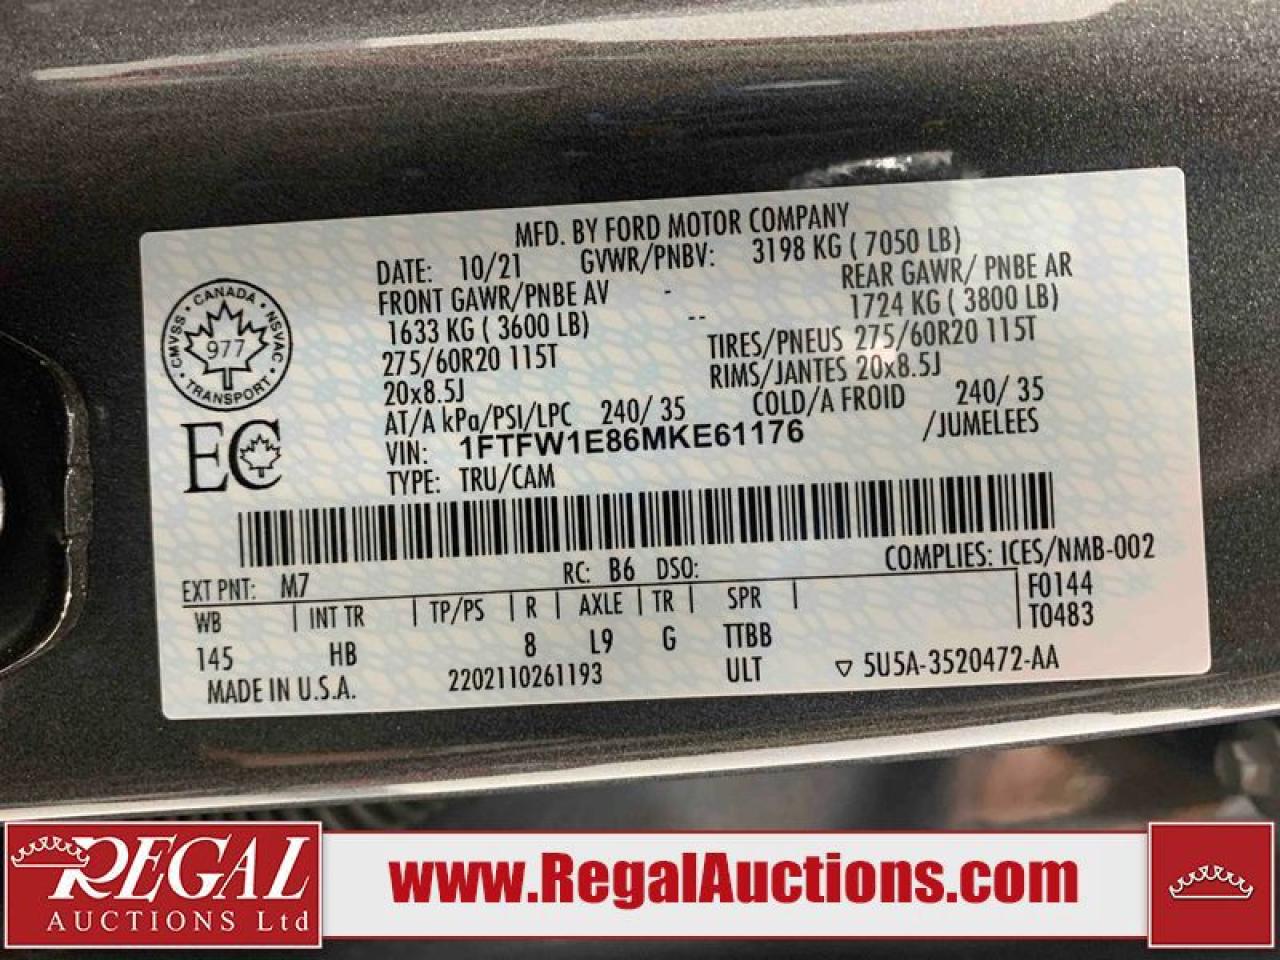 MFD. BY FORD MOTOR COMPANY
DATE: 10/21 GVWR/PNBV: 3198 KG ( 7050 LB)
FRONT GAWR/PNBE AV - REAR GAWR/ PNBE AR
1633 KG ( 3600 LB) -- 1724 KG ( 3800 LB)
275/60R20 115T TIRES/PNEUS 275/60R20 115T
20x8.5J RIMS/JANTES 20x8.5J
AT/A kPa/PSI/LPC 240/ 35 COLD/A FROID 240/ 35
VIN: 1FTFW1E86MKE61176 /JUMELEES
TYPE: TRU/CAM
CMVSS • CANADA • NSVAC • TRANSPORT •
977
EC
COMPLIES: ICES/NMB-002
EXT PNT: M7 RC: B6 DSO:
WB | INT TR | TP/PS | R | AXLE | TR | SPR | F0144
T0483
145 HB 8 L9 G TTBB
MADE IN U.S.A. 2202110261193 ULT ▽ 5U5A-3520472-AA
REGAL
AUCTIONS Ltd
www.RegalAuctions.com